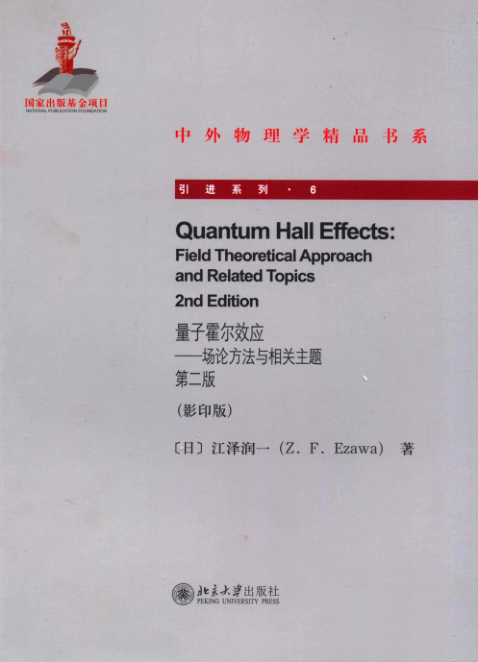 国家出版基金项目
NATIONAL PUBLICATION FOUNDATION
中外物理学精品书系
引进系列·6
Quantum Hall Effects:
Field Theoretical Approach
and Related Topics
2nd Edition
量子霍尔效应
——场论方法与相关主题
第二版
（影印版）
〔日〕江泽润一（Z. F. Ezawa）著
北京大学出版社
PEKING UNIVERSITY PRESS